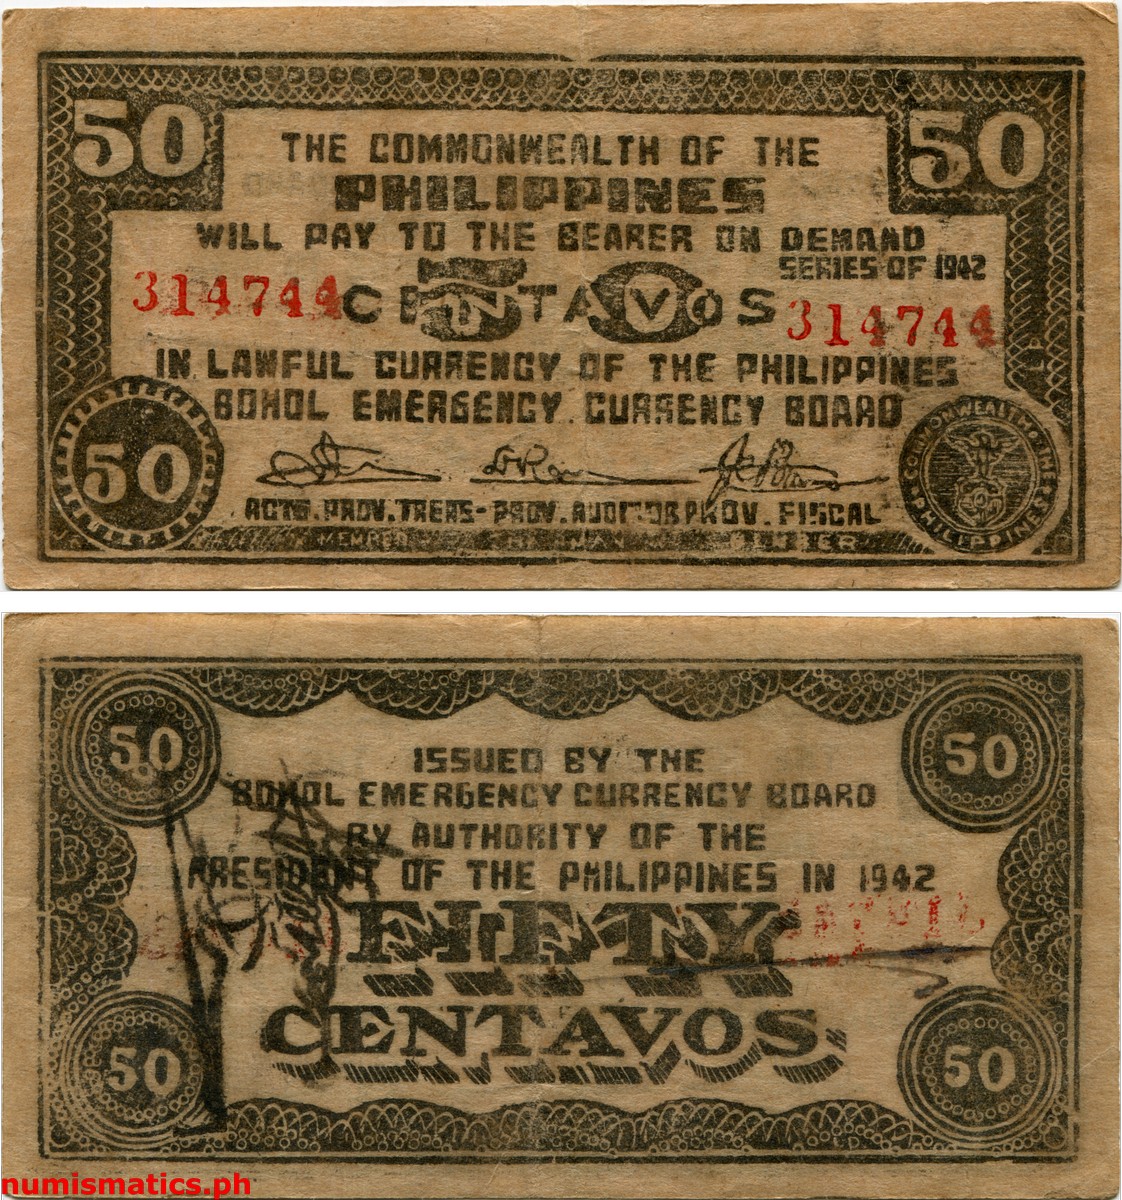 50
50
THE COMMONWEALTH OF THE
PHILIPPINES
WILL PAY TO THE BEARER ON DEMAND
SERIES OF 1942
314744
CENTAVOS
314744
IN LAWFUL CURRENCY OF THE PHILIPPINES
BOHOL EMERGENCY CURRENCY BOARD
50
ACTG. PROV. TREAS- PROV. AUDITOR PROV. FISCAL
MEMBER
MEMBER
50
50
ISSUED BY THE
BOHOL EMERGENCY CURRENCY BOARD
BY AUTHORITY OF THE
PRESIDENT OF THE PHILIPPINES IN 1942
FIFTY
CENTAVOS
50
50
numismatics.ph